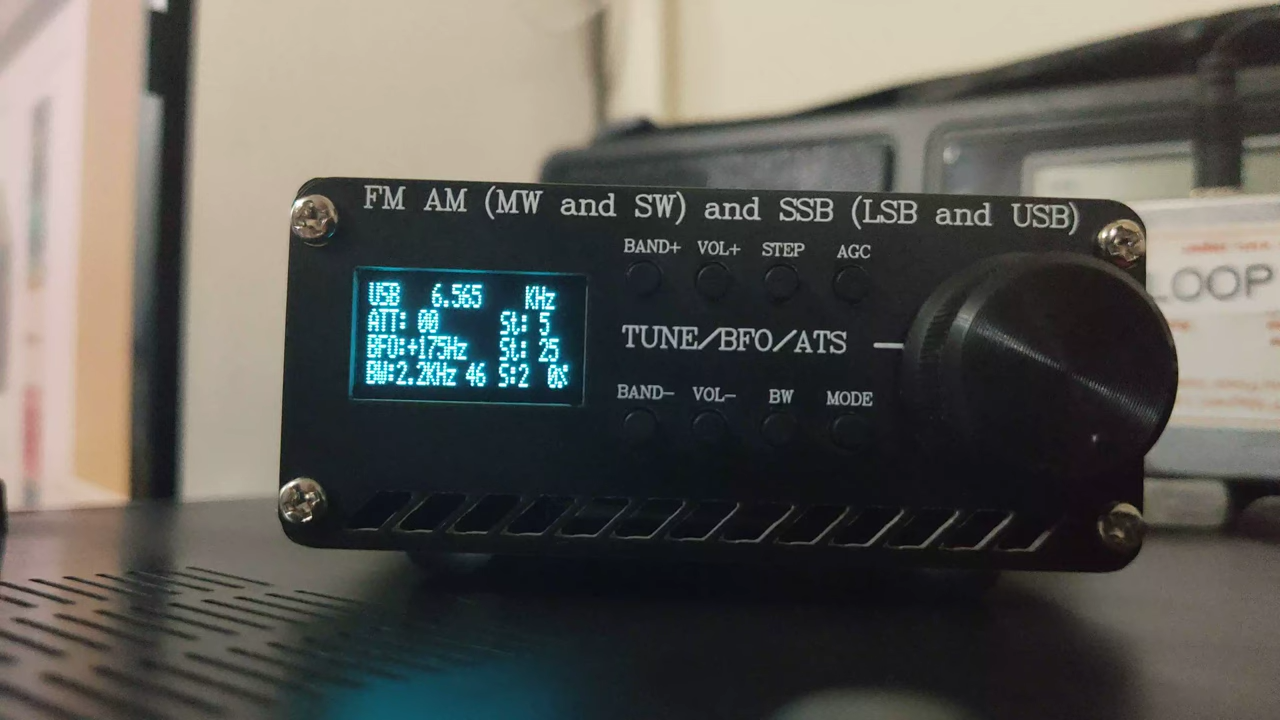 FM AM (MW and SW) and SSB (LSB and USB)
BAND+ VOL+ STEP AGC
USB 6.565 KHz
ATT: 00 St: 5
BFO:+175Hz St: 25
BW:2.2KHz 46 S:2 0%
TUNE/BFO/ATS
BAND- VOL- BW MODE
LOOP